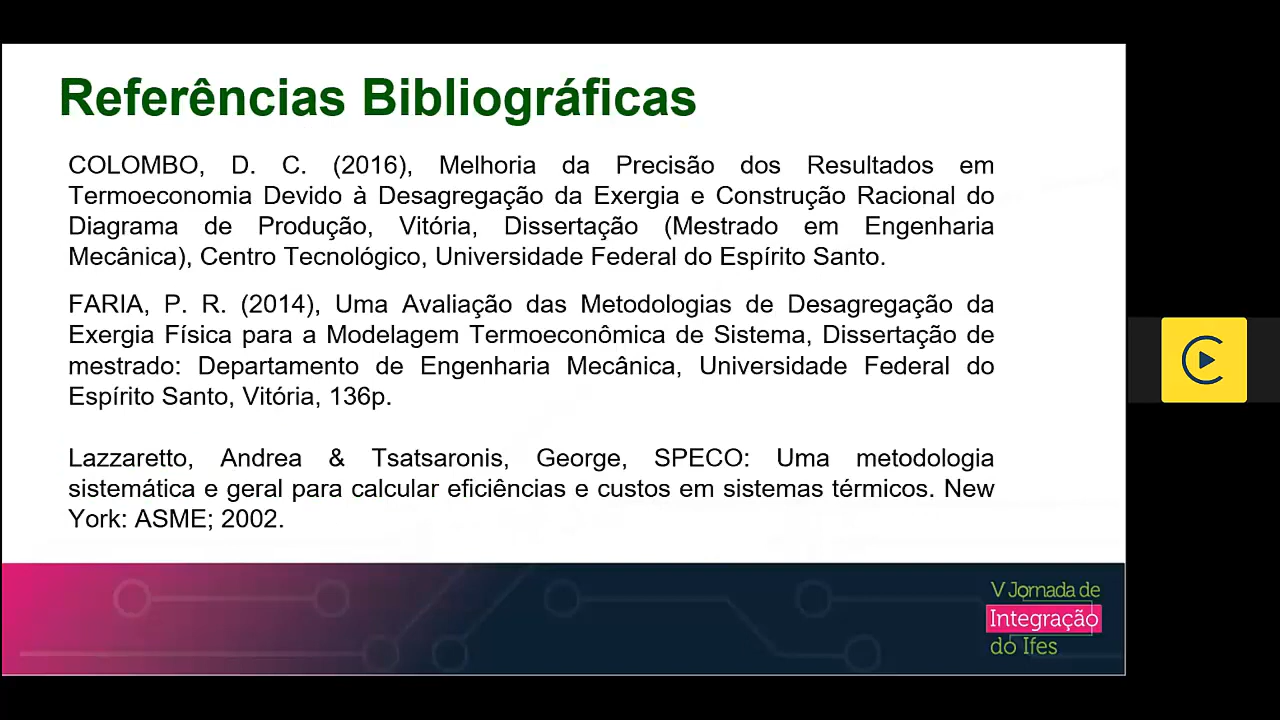 Referências Bibliográficas
COLOMBO, D. C. (2016), Melhoria da Precisão dos Resultados em
Termoeconomia Devido à Desagregação da Exergia e Construção Racional do
Diagrama de Produção, Vitória, Dissertação (Mestrado em Engenharia
Mecânica), Centro Tecnológico, Universidade Federal do Espírito Santo.
FARIA, P. R. (2014), Uma Avaliação das Metodologias de Desagregação da
Exergia Física para a Modelagem Termoeconômica de Sistema, Dissertação de
mestrado: Departamento de Engenharia Mecânica, Universidade Federal do
Espírito Santo, Vitória, 136p.
Lazzaretto, Andrea & Tsatsaronis, George, SPECO: Uma metodologia
sistemática e geral para calcular eficiências e custos em sistemas térmicos. New
York: ASME; 2002.
V Jornada de
Integração
do Ifes